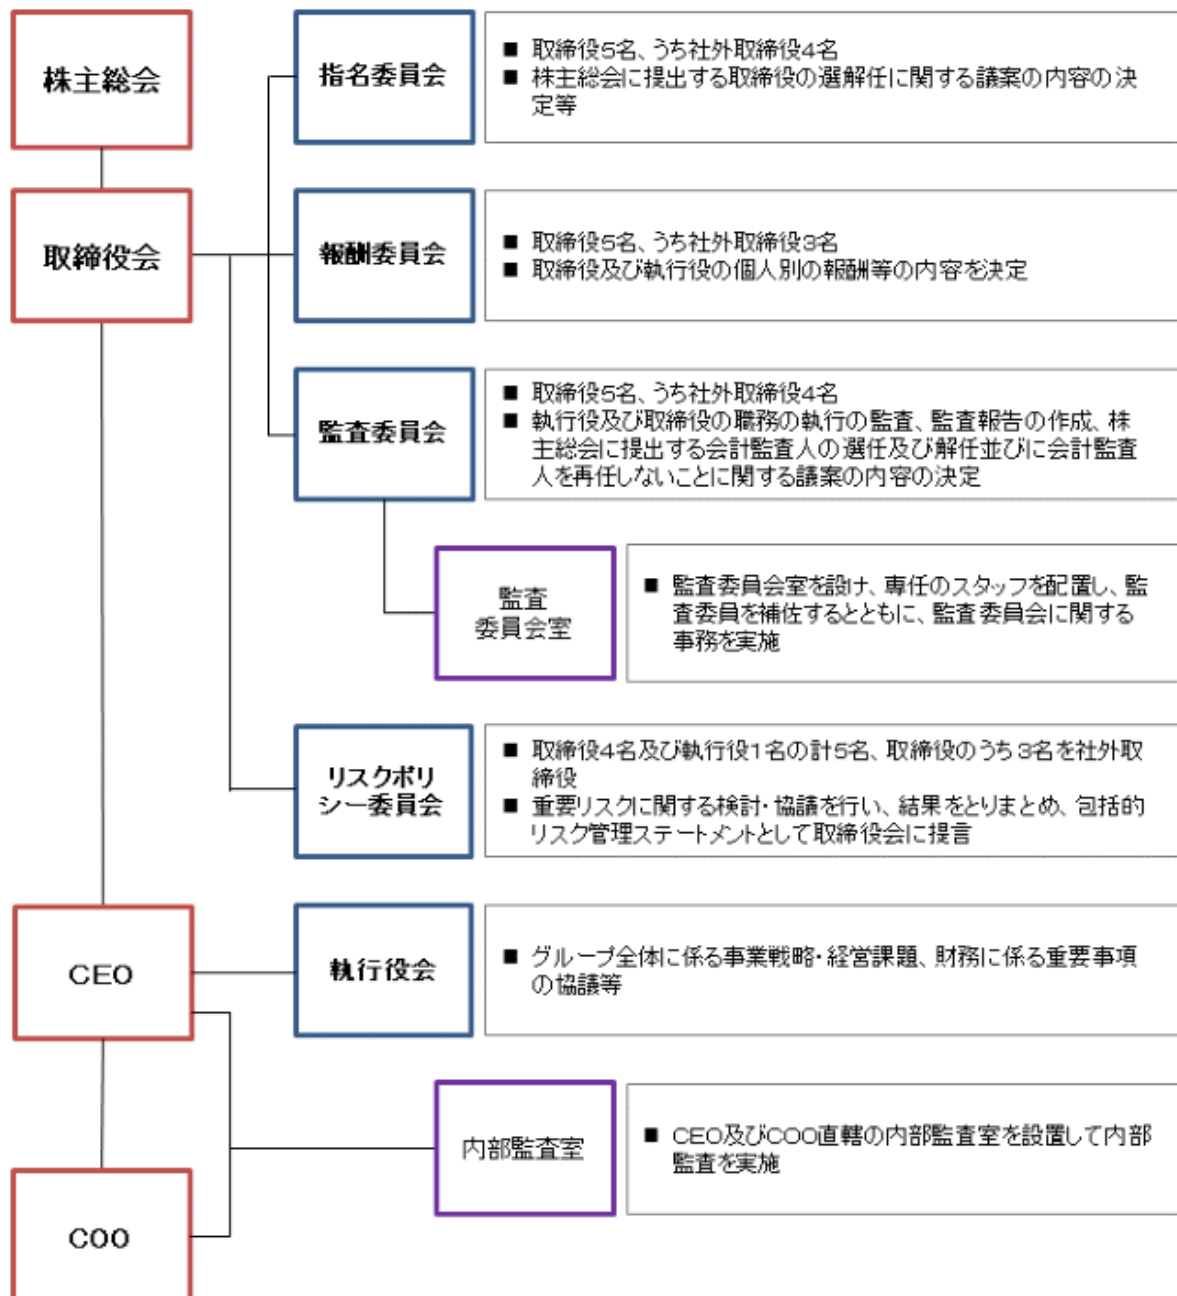 株主総会
指名委員会
■ 取締役5名、うち社外取締役4名
■ 株主総会に提出する取締役の選解任に関する議案の内容の決
定等
取締役会
報酬委員会
■ 取締役5名、うち社外取締役3名
■ 取締役及び執行役の個人別の報酬等の内容を決定
監査委員会
■ 取締役5名、うち社外取締役4名
■ 執行役及び取締役の職務の執行の監査、監査報告の作成、株
主総会に提出する会計監査人の選任及び解任並びに会計監査
人を再任しないことに関する議案の内容の決定
監査
委員会室
■ 監査委員会室を設け、専任のスタッフを配置し、監
査委員を補佐するとともに、監査委員会に関する
事務を実施
リスクポリ
シー委員会
■ 取締役4名及び執行役1名の計5名、取締役のうち3名を社外取
締役
■ 重要リスクに関する検討・協議を行い、結果をとりまとめ、包括的
リスク管理ステートメントとして取締役会に提言
CEO
執行役会
■ グループ全体に係る事業戦略・経営課題、財務に係る重要事項
の協議等
内部監査室
■ CEO及びCOO直轄の内部監査室を設置して内部
監査を実施
COO